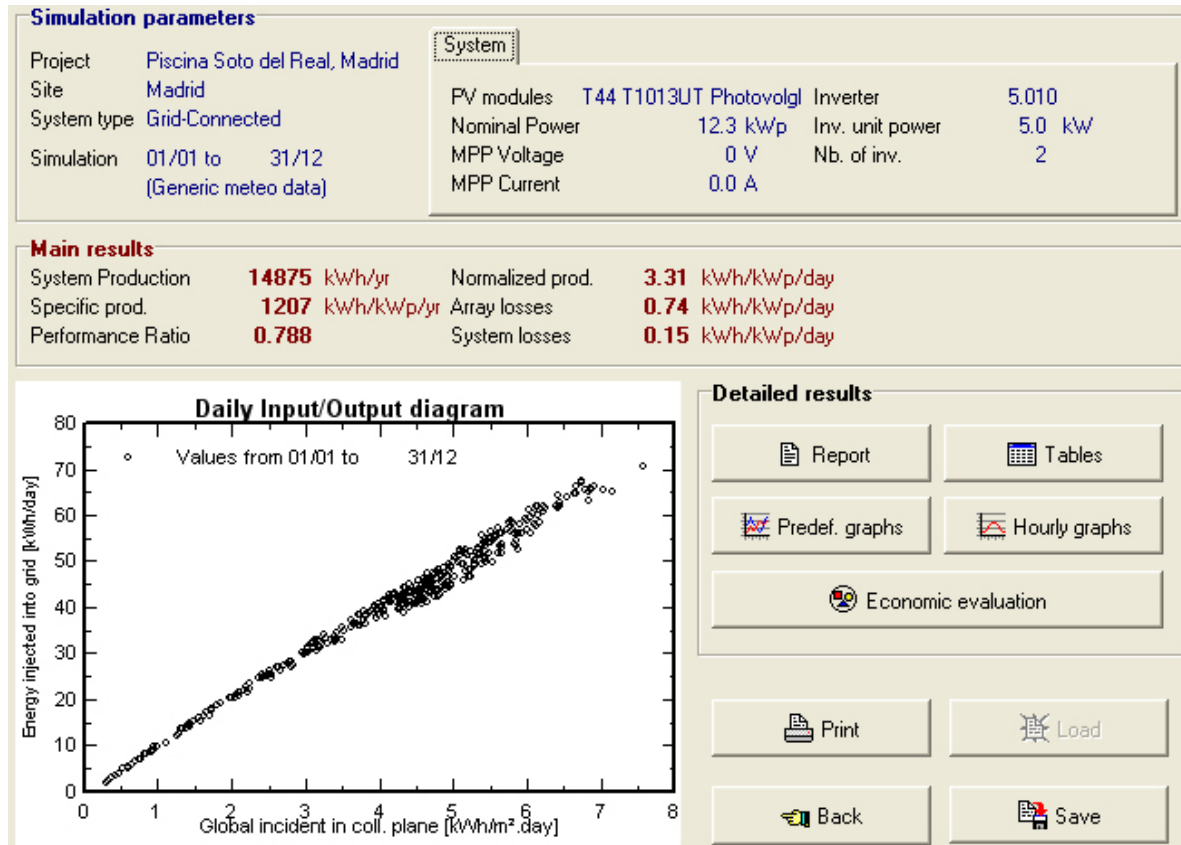 Simulation parameters
Project Piscina Soto del Real, Madrid
Site Madrid
System type Grid-Connected
Simulation 01/01 to 31/12
(Generic meteo data)
System
PV modules T44 T1013UT Photovolgl Inverter 5.010
Nominal Power 12.3 kWp Inv. unit power 5.0 kW
MPP Voltage 0 V Nb. of inv. 2
MPP Current 0.0 A
Main results
System Production 14875 kWh/yr Normalized prod. 3.31 kWh/kWp/day
Specific prod. 1207 kWh/kWp/yr Array losses 0.74 kWh/kWp/day
Performance Ratio 0.788 System losses 0.15 kWh/kWp/day
Daily Input/Output diagram
Values from 01/01 to 31/12
Energy injected into grid [kWh/day]
80
70
60
50
40
30
20
10
0
0 1 2 3 4 5 6 7 8
Global incident in coll. plane [kWh/m².day]
Detailed results
Report Tables
Predef. graphs Hourly graphs
Economic evaluation
Print Load
Back Save